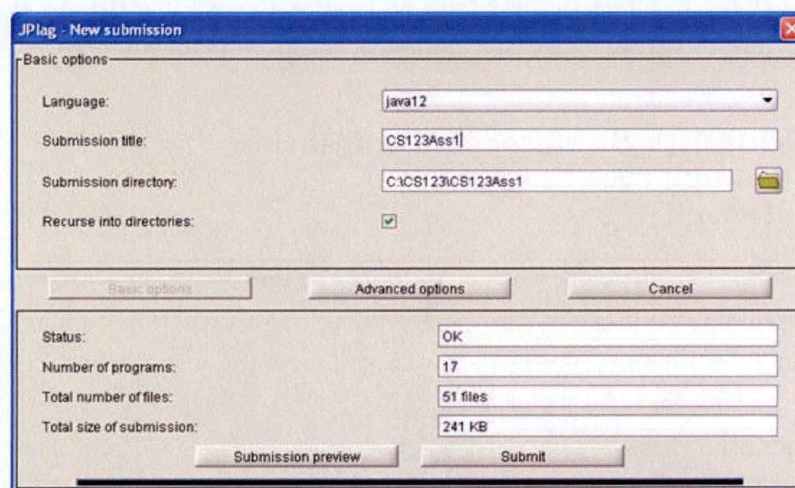 JPlag - New submission
Basic options
Language: java12
Submission title: CS123Ass1
Submission directory: C:\CS123\CS123Ass1
Recurse into directories:
Basic options Advanced options Cancel
Status: OK
Number of programs: 17
Total number of files: 51 files
Total size of submission: 241 KB
Submission preview Submit